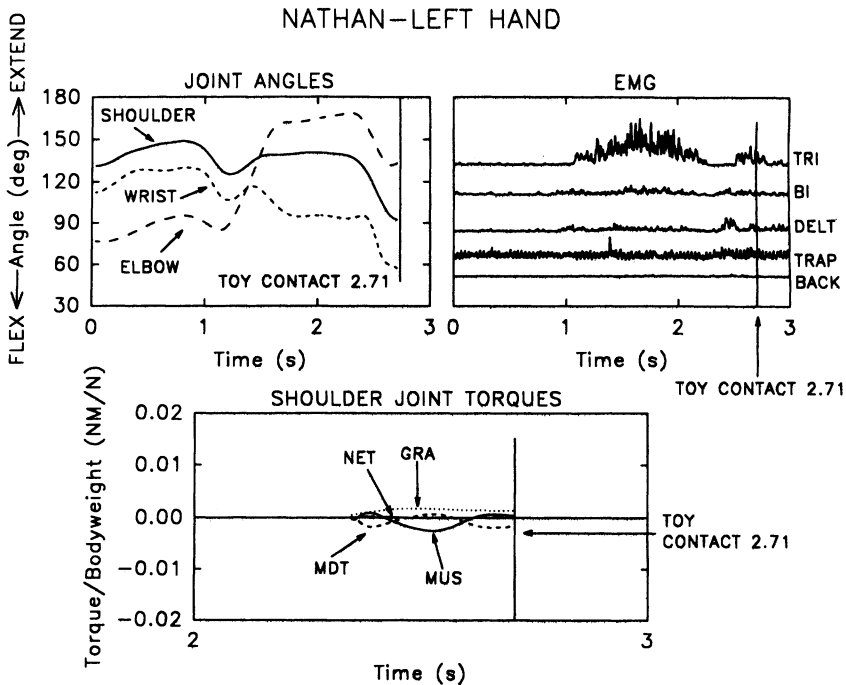 NATHAN-LEFT HAND
JOINT ANGLES
FLEX ← Angle (deg) → EXTEND
180
150
120
90
60
30
SHOULDER
WRIST
ELBOW
TOY CONTACT 2.71
0
1
2
3
Time (s)
EMG
TRI
BI
DELT
TRAP
BACK
0
1
2
3
Time (s)
TOY CONTACT 2.71
SHOULDER JOINT TORQUES
Torque/Bodyweight (NM/N)
0.02
0.01
0.00
-0.01
-0.02
NET
GRA
MDT
MUS
TOY
CONTACT 2.71
2
3
Time (s)